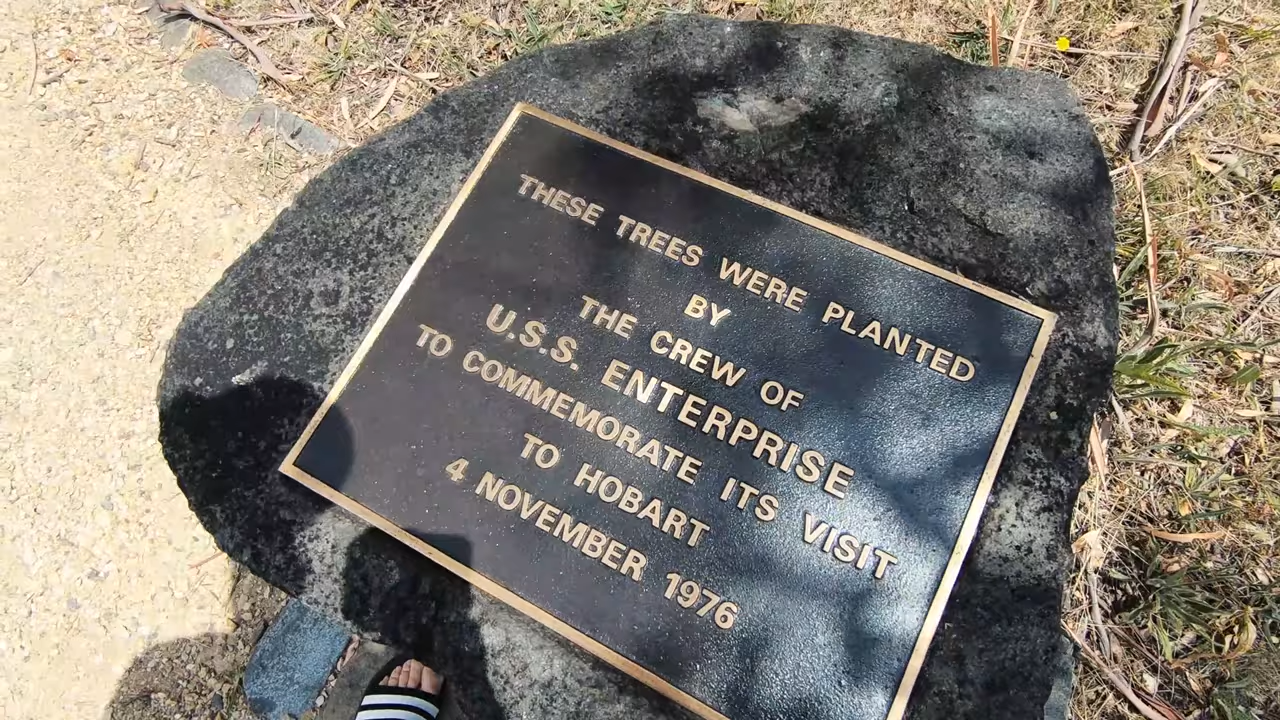 THESE TREES WERE PLANTED
BY
THE CREW OF
U.S.S. ENTERPRISE
TO COMMEMORATE ITS VISIT
TO HOBART
4 NOVEMBER 1976